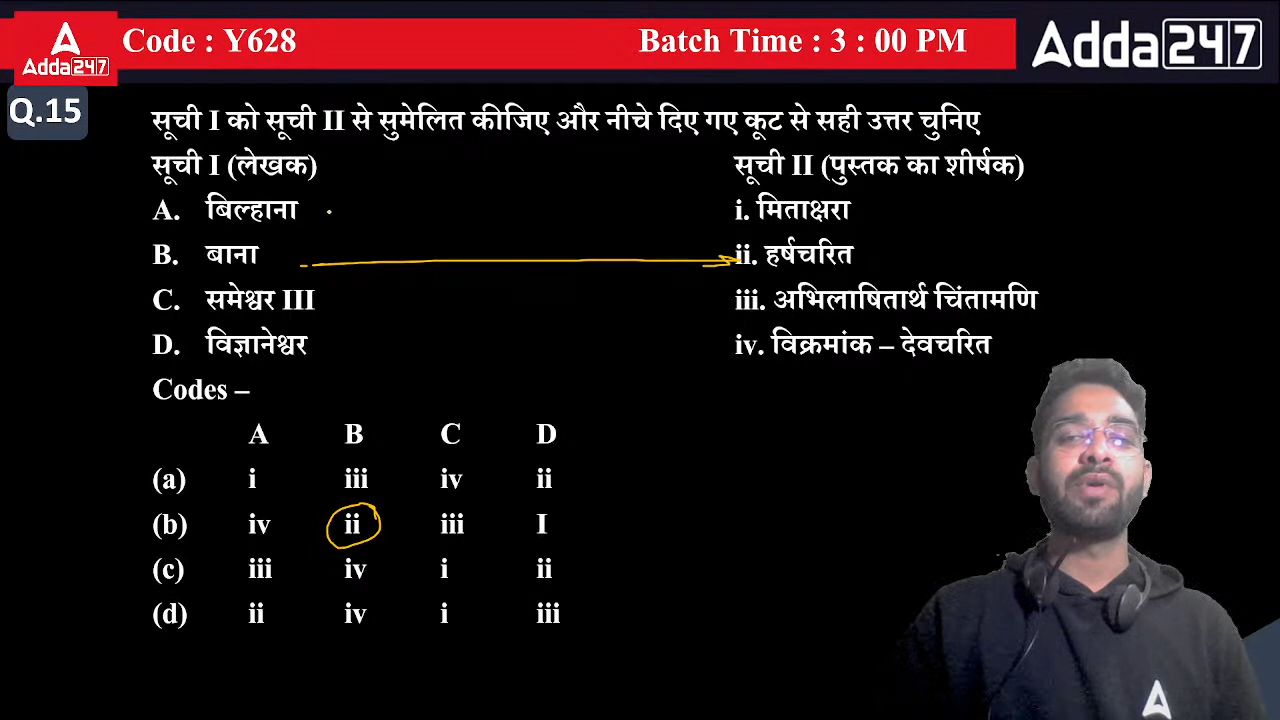 Code : Y628
Batch Time : 3 : 00 PM
Adda247
Adda247
Q.15
सूची I को सूची II से सुमेलित कीजिए और नीचे दिए गए कूट से सही उत्तर चुनिए
सूची I (लेखक) सूची II (पुस्तक का शीर्षक)
A. बिल्हाना i. मिताक्षरा
B. बाना ii. हर्षचरित
C. समेश्वर III iii. अभिलाषितार्थ चिंतामणि
D. विज्ञानेश्वर iv. विक्रमांक – देवचरित
Codes –
A B C D
(a) i iii iv ii
(b) iv ii iii I
(c) iii iv i ii
(d) ii iv i iii